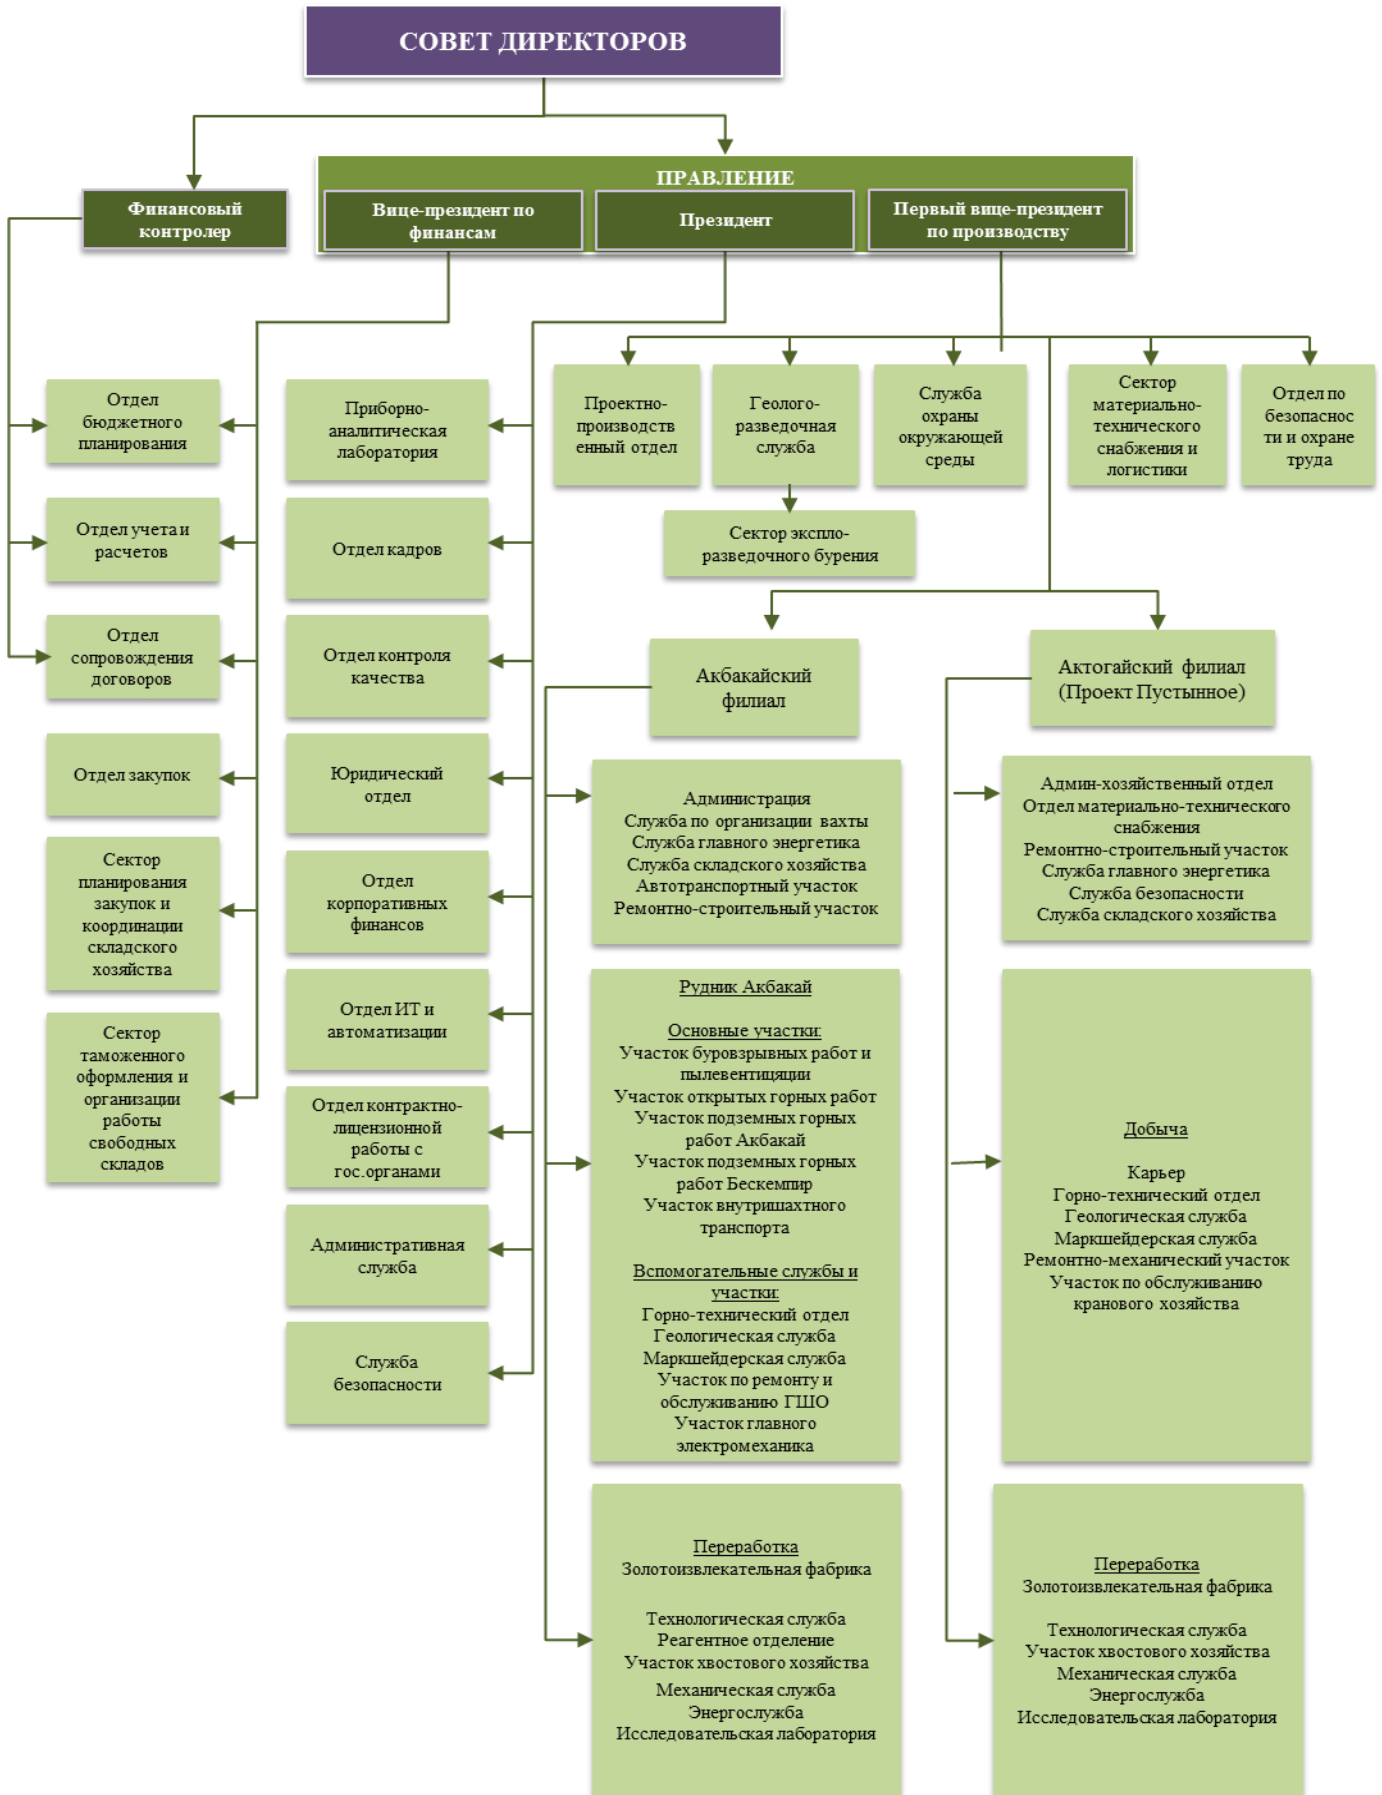 СОВЕТ ДИРЕКТОРОВ
ПРАВЛЕНИЕ
Финансовый
контролер
Вице-президент по
финансам
Президент
Первый вице-президент
по производству
Отдел
бюджетного
планирования
Отдел учета и
расчетов
Отдел
сопровождения
договоров
Отдел закупок
Сектор
планирования
закупок и
координации
складского
хозяйства
Сектор
таможенного
оформления и
организации
работы
свободных
складов
Приборно-
аналитическая
лаборатория
Отдел кадров
Отдел контроля
качества
Юридический
отдел
Отдел
корпоративных
финансов
Отдел ИТ и
автоматизации
Отдел контрактно-
лицензионной
работы с
гос.органами
Административная
служба
Служба
безопасности
Проектно-
производств
енный отдел
Геолого-
разведочная
служба
Служба
охраны
окружающей
среды
Сектор
материально-
технического
снабжения и
логистики
Отдел по
безопаснос
ти и охране
труда
Сектор экспло-
разведочного бурения
Акбакайский
филиал
Актогайский филиал
(Проект Пустынное)
Администрация
Служба по организации вахты
Служба главного энергетика
Служба складского хозяйства
Автотранспортный участок
Ремонтно-строительный участок
Админ-хозяйственный отдел
Отдел материально-технического
снабжения
Ремонтно-строительный участок
Служба главного энергетика
Служба безопасности
Служба складского хозяйства
Рудник Акбакай
Основные участки:
Участок буровзрывных работ и
пылевентицяции
Участок открытых горных работ
Участок подземных горных
работ Акбакай
Участок подземных горных
работ Бескемпир
Участок внутришахтного
транспорта
Вспомогательные службы и
участки:
Горно-технический отдел
Геологическая служба
Маркшейдерская служба
Участок по ремонту и
обслуживанию ГШО
Участок главного
электромеханика
Добыча
Карьер
Горно-технический отдел
Геологическая служба
Маркшейдерская служба
Ремонтно-механический участок
Участок по обслуживанию
кранового хозяйства
Переработка
Золотоизвлекательная фабрика
Технологическая служба
Реагентное отделение
Участок хвостового хозяйства
Механическая служба
Энергослужба
Исследовательская лаборатория
Переработка
Золотоизвлекательная фабрика
Технологическая служба
Участок хвостового хозяйства
Механическая служба
Энергослужба
Исследовательская лаборатория